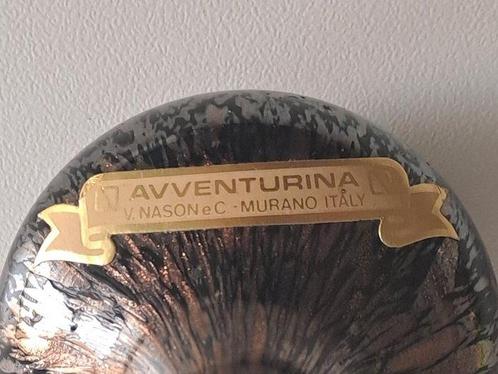 AVVENTURINA
V. NASON e C - MURANO ITALY